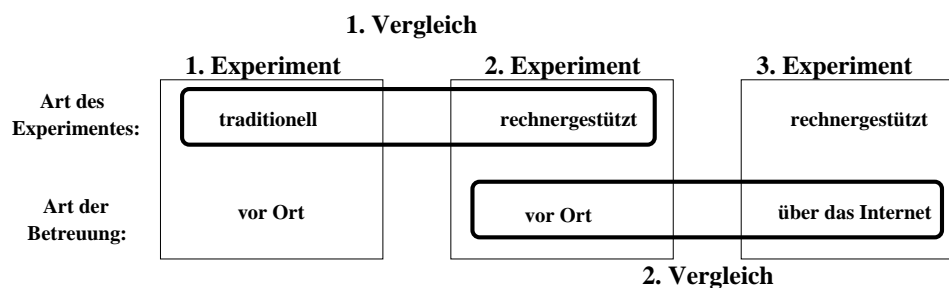 1. Vergleich
1. Experiment 2. Experiment 3. Experiment
Art des
Experimentes:
traditionell rechnergestützt rechnergestützt
Art der
Betreuung:
vor Ort vor Ort über das Internet
2. Vergleich